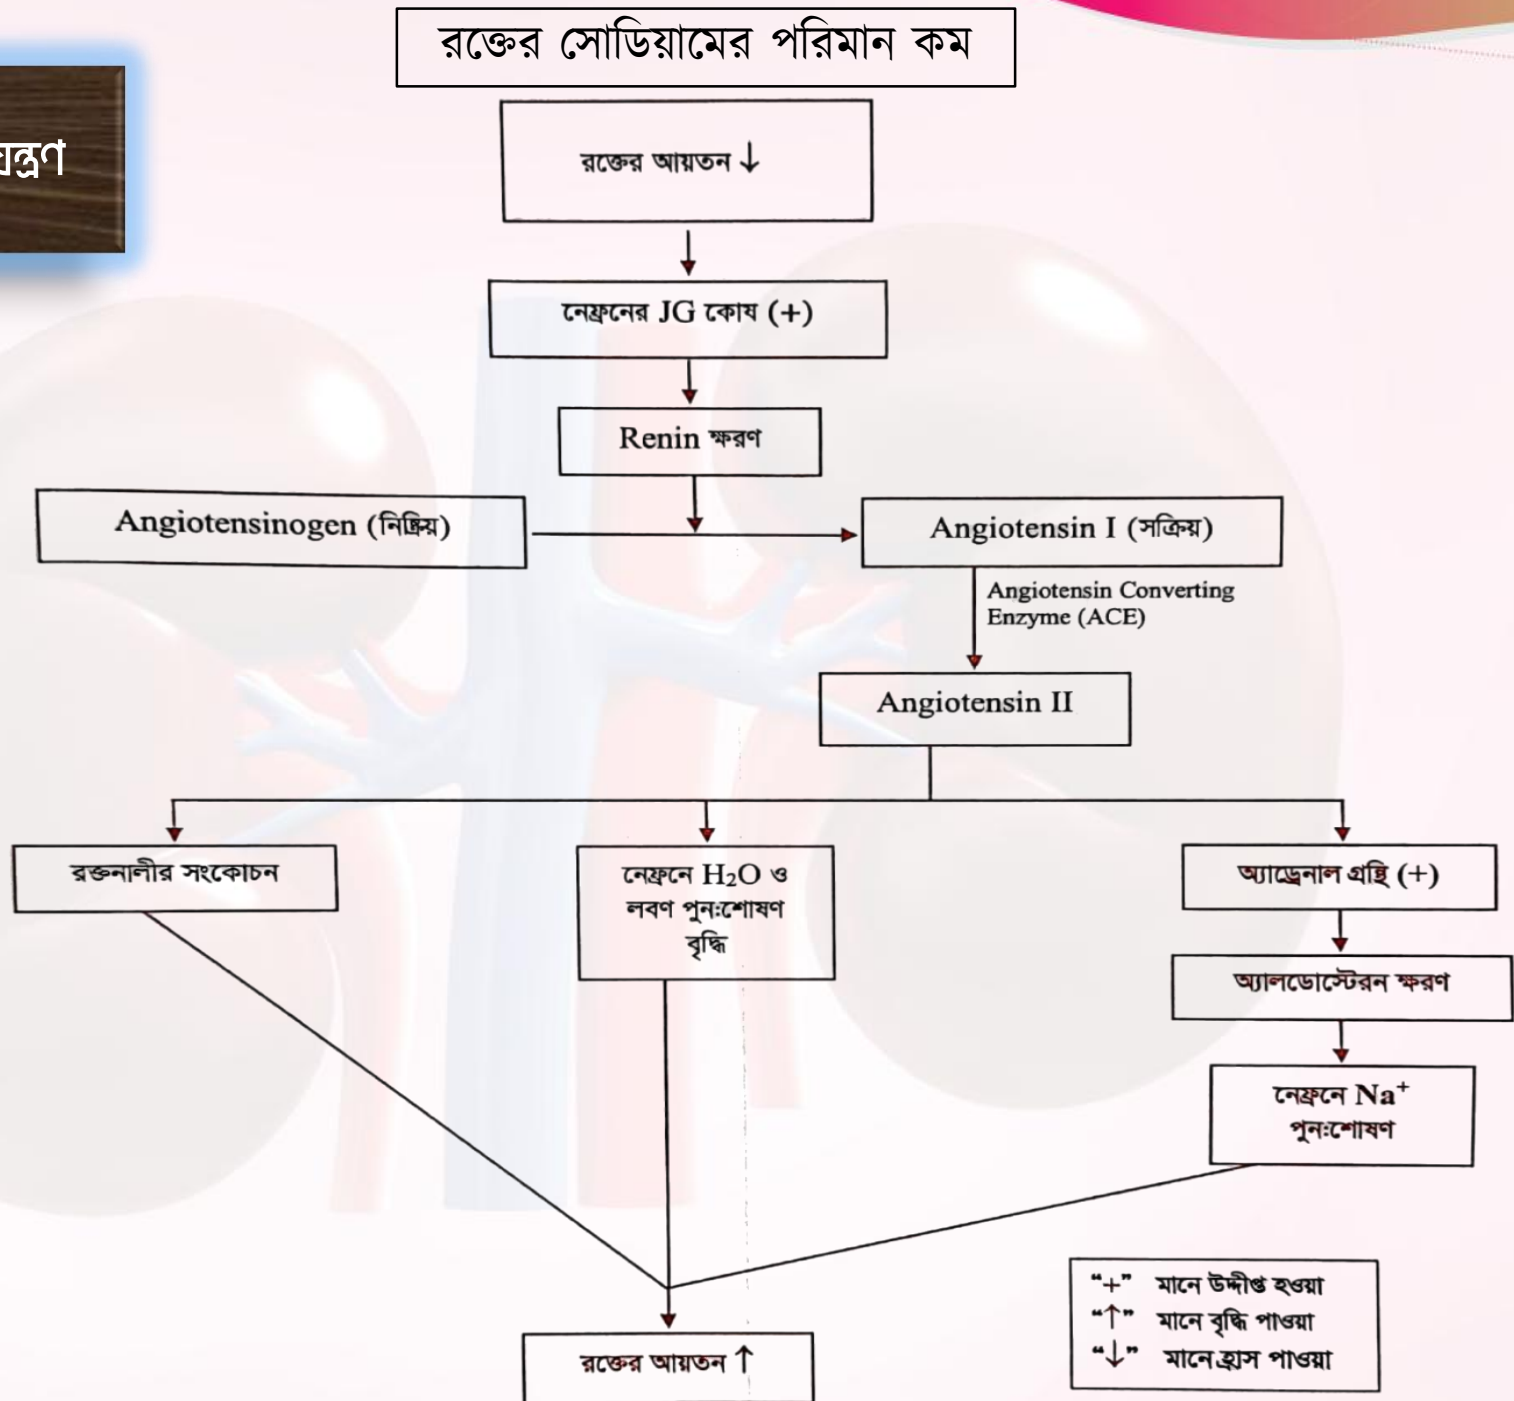 রক্তের সোডিয়ামের পরিমান কম
রক্তের আয়তন ↓
নেফ্রনের JG কোষ (+)
Renin ক্ষরণ
Angiotensinogen (নিষ্ক্রিয়)
Angiotensin I (সক্রিয়)
Angiotensin Converting
Enzyme (ACE)
Angiotensin II
রক্তনালীর সংকোচন
নেফ্রনে H₂O ও
লবণ পুনঃশোষণ
বৃদ্ধি
অ্যাড্রেনাল গ্রন্থি (+)
অ্যালডোস্টেরন ক্ষরণ
নেফ্রনে Na⁺
পুনঃশোষণ
“+” মানে উদ্দীপ্ত হওয়া
“↑” মানে বৃদ্ধি পাওয়া
“↓” মানে হ্রাস পাওয়া
রক্তের আয়তন ↑